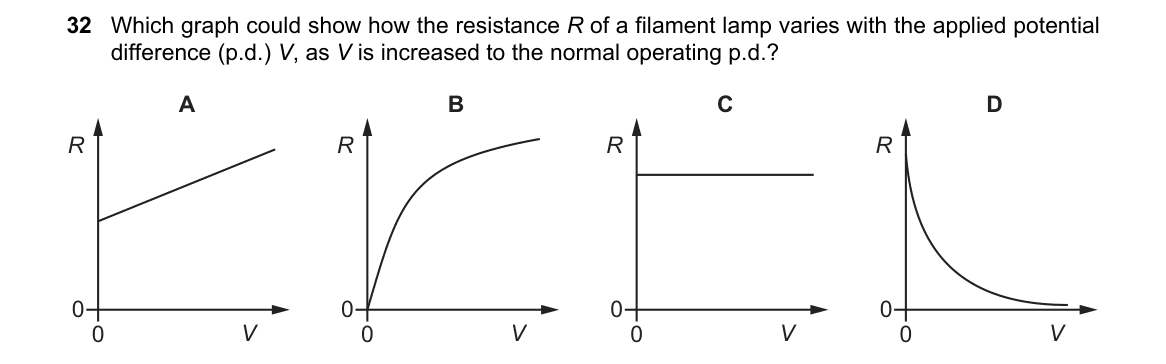 32 Which graph could show how the resistance R of a filament lamp varies with the applied potential
difference (p.d.) V, as V is increased to the normal operating p.d.?
A B C D
R R R R
0 0 0 0
0 V 0 V 0 V 0 V